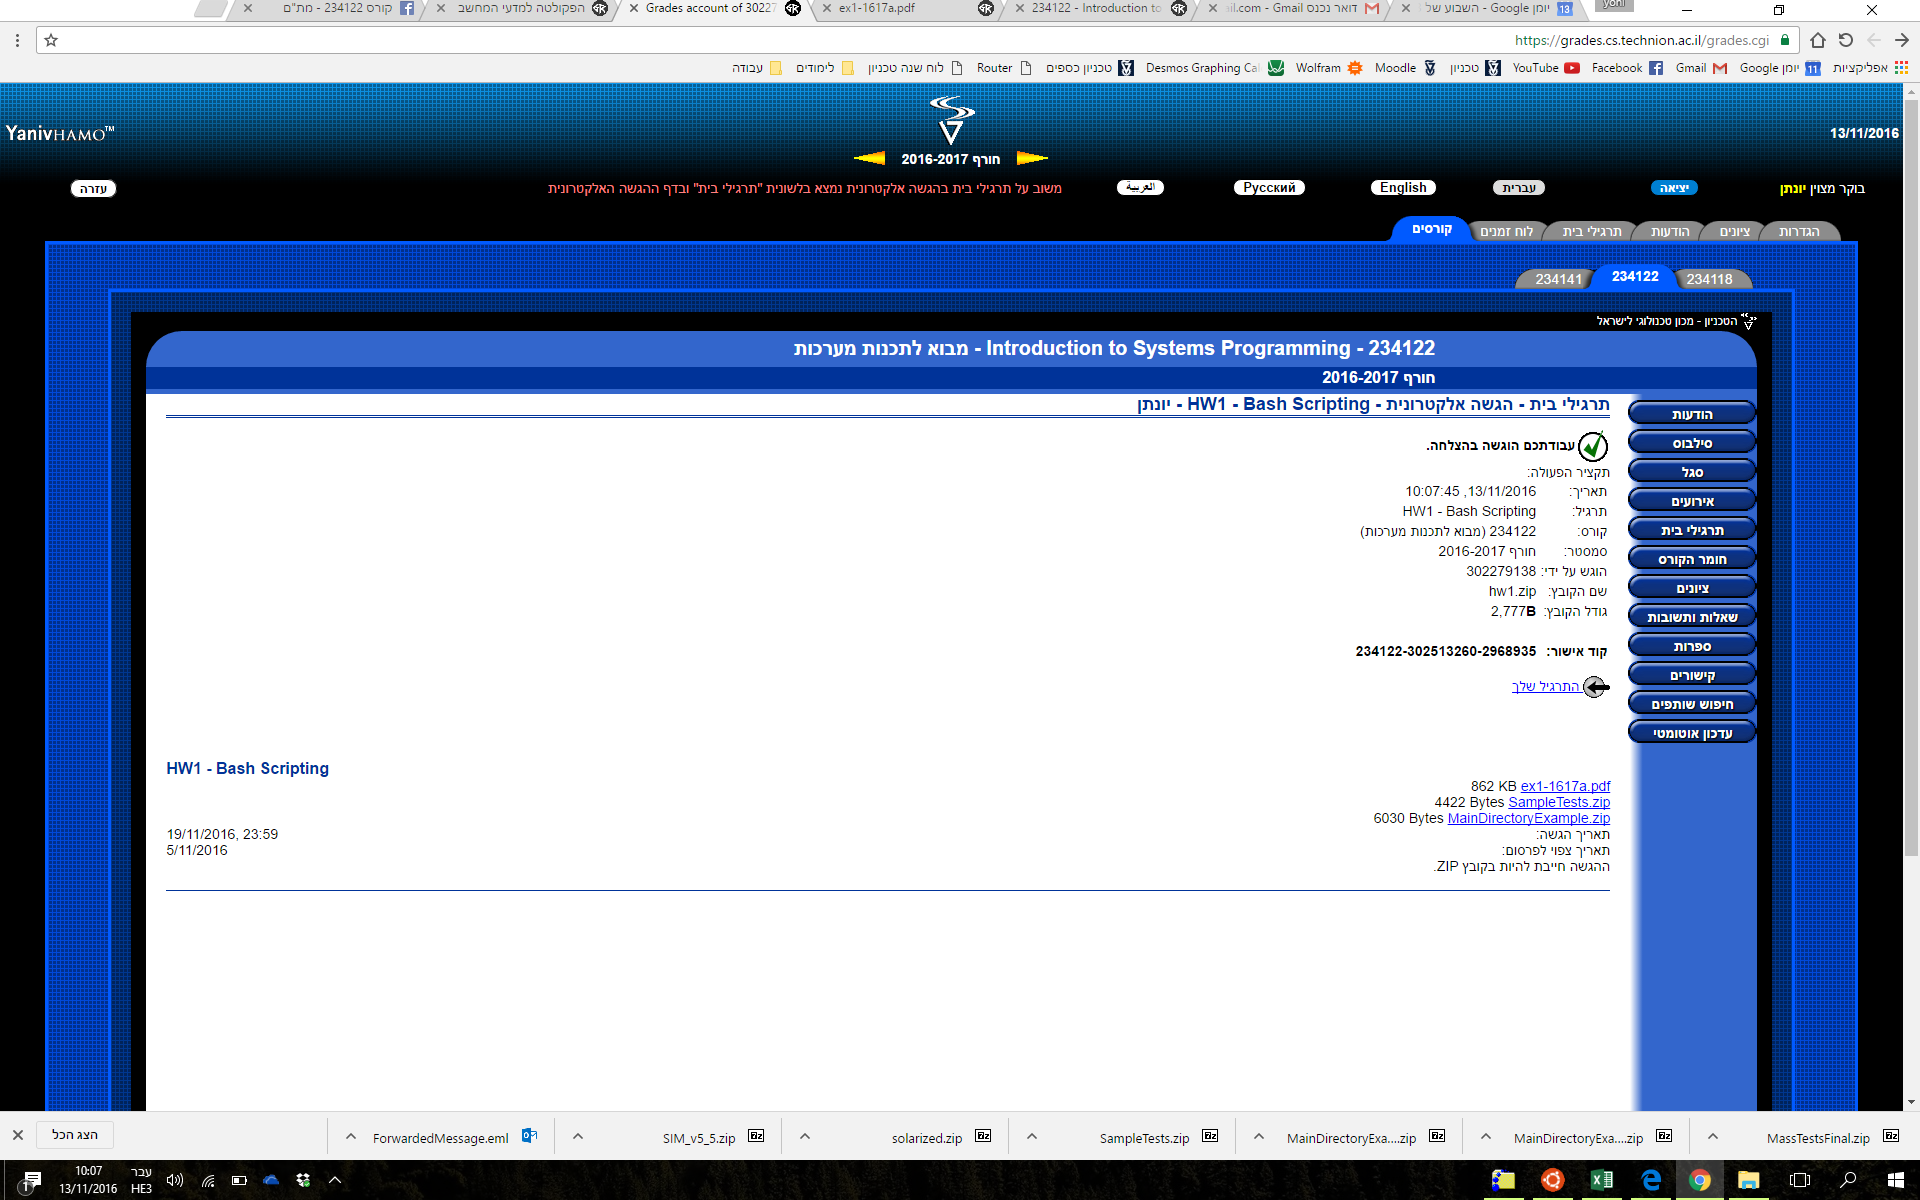 קורס 234122 - מת"ם
הפקולטה למדעי המחשב
Grades account of 30227
ex1-1617a.pdf
234122 - Introduction to
דואר נכנס - Gmail - il.com
יומן Google - השבוע של
yoni
https://grades.cs.technion.ac.il/grades.cgi
אפליקציות
יומן Google
Gmail
Facebook
YouTube
טכניון
Moodle
Wolfram
Desmos Graphing Cal
טכניון כספים
Router
לוח שנה טכניון
לימודים
עבודה
YanivHAMO™
13/11/2016
חורף 2016-2017
בוקר מצוין יונתן
יציאה
עברית
English
Русский
العربية
משוב על תרגילי בית בהגשה אלקטרונית נמצא בלשונית "תרגילי בית" ובדף ההגשה האלקטרונית
עזרה
הגדרות
ציונים
הודעות
תרגילי בית
לוח זמנים
קורסים
234118
234122
234141
הטכניון - מכון טכנולוגי לישראל
234122 - Introduction to Systems Programming - מבוא לתכנות מערכות
חורף 2016-2017
תרגילי בית - הגשה אלקטרונית - HW1 - Bash Scripting - יונתן
הודעות
סילבוס
סגל
אירועים
תרגילי בית
חומר הקורס
ציונים
שאלות ותשובות
ספרות
קישורים
חיפוש שותפים
עדכון אוטומטי
עבודתכם הוגשה בהצלחה.
תקציר הפעולה:
תאריך: 13/11/2016, 10:07:45
תרגיל: HW1 - Bash Scripting
קורס: 234122 (מבוא לתכנות מערכות)
סמסטר: חורף 2016-2017
הוגש על ידי: 302279138
שם הקובץ: hw1.zip
גודל הקובץ: 2,777B
קוד אישור: 234122-302513260-2968935
התרגיל שלך
HW1 - Bash Scripting
862 KB ex1-1617a.pdf
4422 Bytes SampleTests.zip
6030 Bytes MainDirectoryExample.zip
תאריך הגשה: 19/11/2016, 23:59
תאריך צפוי לפרסום: 5/11/2016
ההגשה חייבת להיות בקובץ ZIP.
הצג הכל
ForwardedMessage.eml
SIM_v5_5.zip
solarized.zip
SampleTests.zip
MainDirectoryExa....zip
MainDirectoryExa....zip
MassTestsFinal.zip
10:07
13/11/2016
עבר
HE3